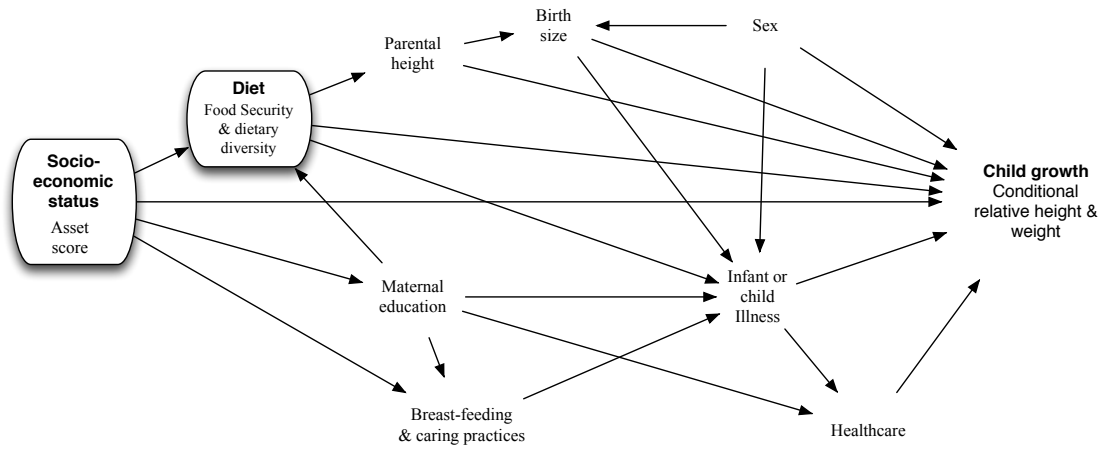 Birth
size
Sex
Parental
height
Diet
Food Security
& dietary
diversity
Socio-
economic
status
Asset
score
Child growth
Conditional
relative height &
weight
Maternal
education
Infant or
child
Illness
Breast-feeding
& caring practices
Healthcare